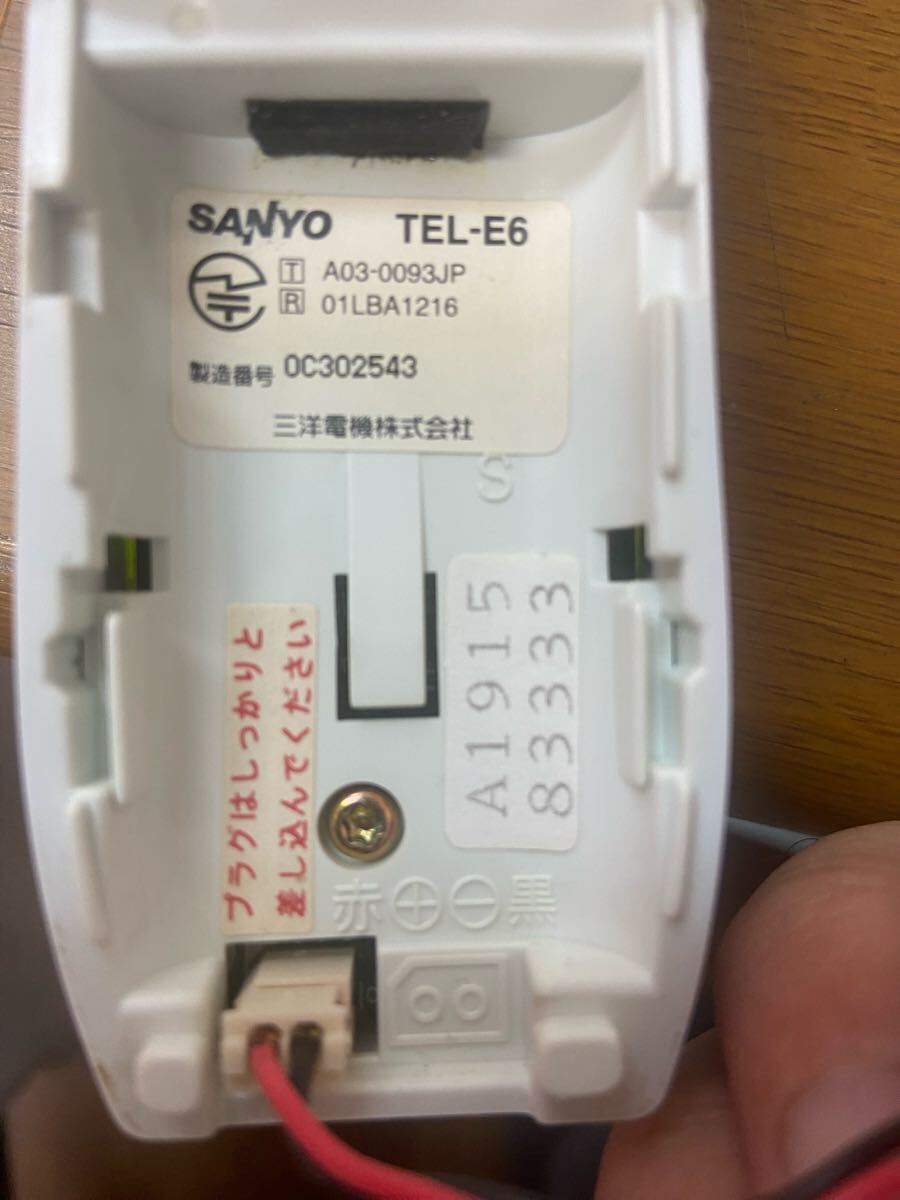 SANYO TEL-E6
T A03-0093JP
R 01LBA1216
製造番号 0C302543
三洋電機株式会社
S
A1915
83333
プラグはしっかりと
差し込んでください
赤⊕⊖黒